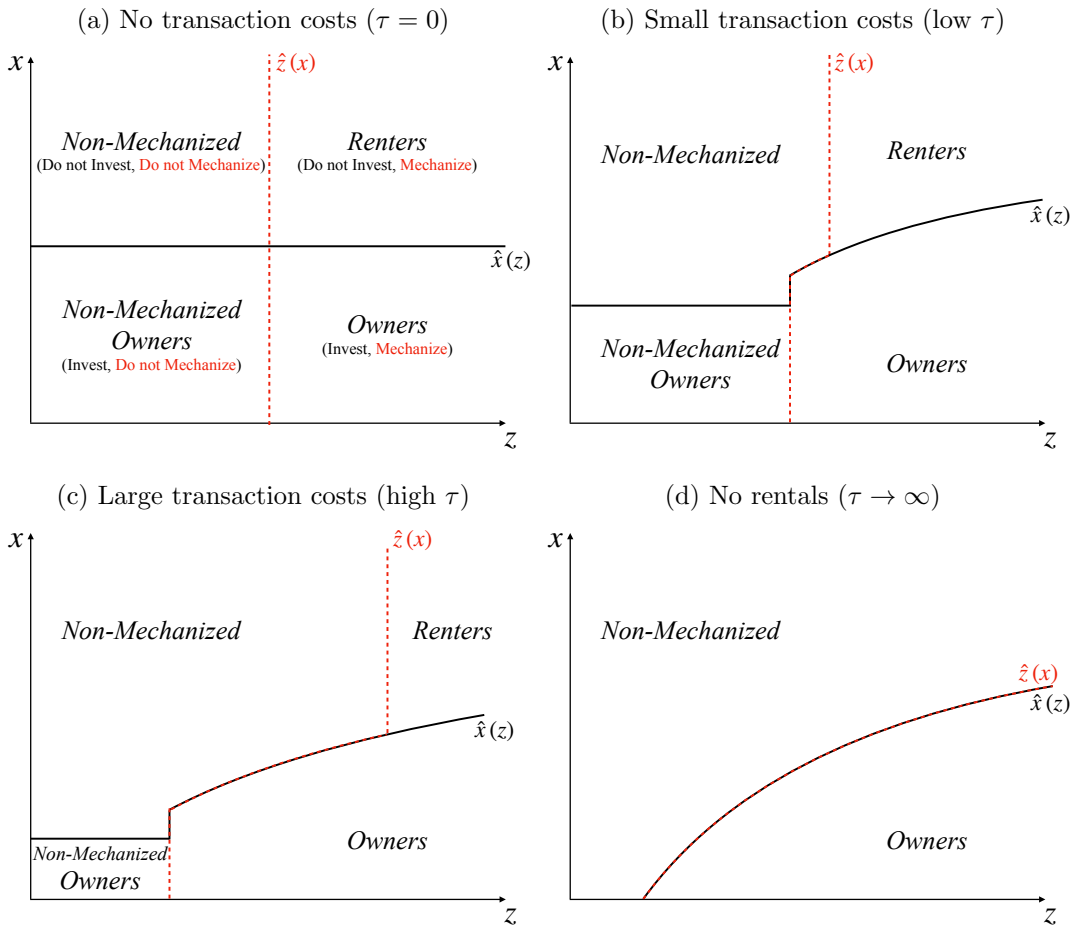 (a) No transaction costs (τ = 0)
x
ẑ(x)
Non-Mechanized
(Do not Invest, Do not Mechanize)
Renters
(Do not Invest, Mechanize)
x̂(z)
Non-Mechanized
Owners
(Invest, Do not Mechanize)
Owners
(Invest, Mechanize)
z
(b) Small transaction costs (low τ)
x
ẑ(x)
Non-Mechanized
Renters
x̂(z)
Non-Mechanized
Owners
Owners
z
(c) Large transaction costs (high τ)
x
ẑ(x)
Non-Mechanized
Renters
x̂(z)
Non-Mechanized
Owners
Owners
z
(d) No rentals (τ → ∞)
x
Non-Mechanized
ẑ(x)
x̂(z)
Owners
z